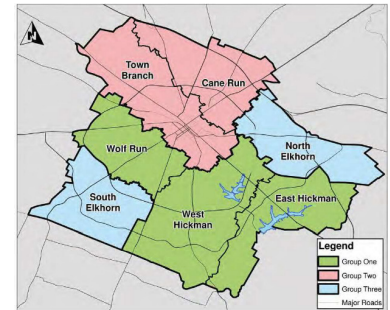 N
Town
Branch
Cane Run
Wolf Run
North
Elkhorn
South
Elkhorn
West
Hickman
East Hickman
Legend
Group One
Group Two
Group Three
Major Roads